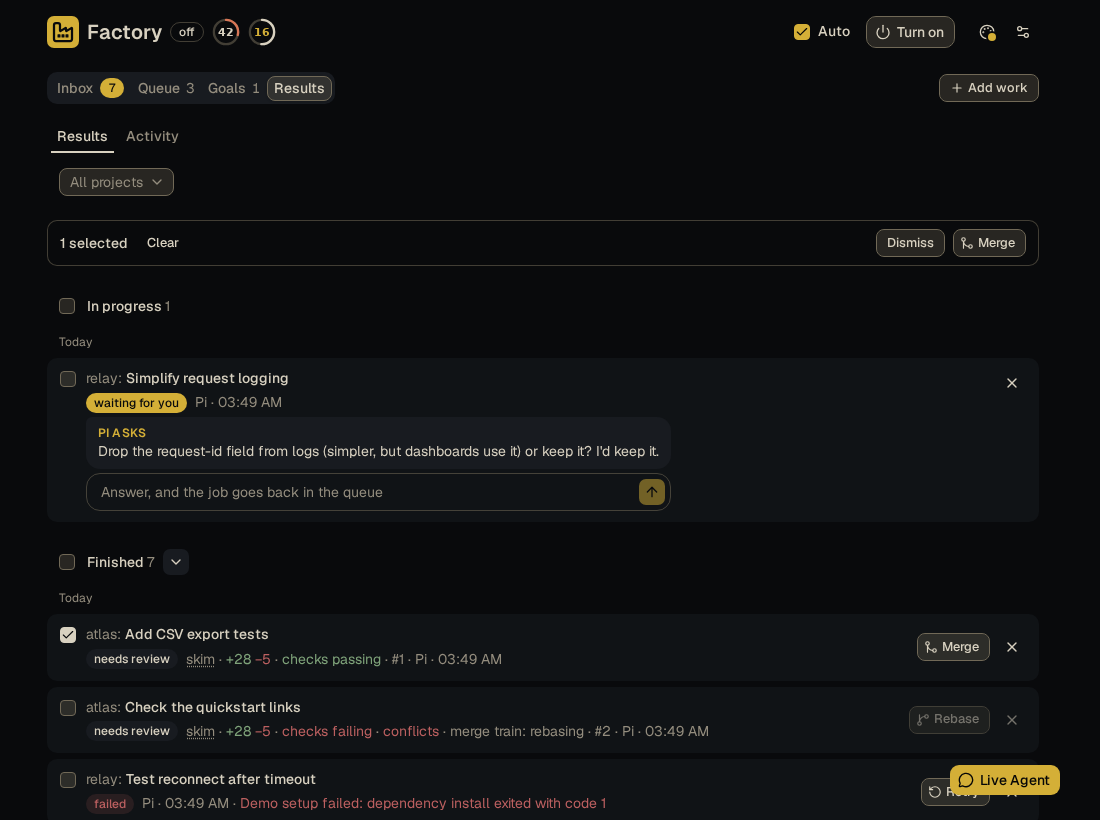 Factory off 42 16 Auto Turn on
Inbox 7 Queue 3 Goals 1 Results Add work
Results Activity
All projects
1 selected Clear Dismiss Merge
In progress 1
Today
relay: Simplify request logging
waiting for you Pi · 03:49 AM
PI ASKS
Drop the request-id field from logs (simpler, but dashboards use it) or keep it? I'd keep it.
Answer, and the job goes back in the queue
Finished 7
Today
atlas: Add CSV export tests
needs review skim · +28 −5 · checks passing · #1 · Pi · 03:49 AM
Merge
atlas: Check the quickstart links
needs review skim · +28 −5 · checks failing · conflicts · merge train: rebasing · #2 · Pi · 03:49 AM
Rebase
relay: Test reconnect after timeout
failed Pi · 03:49 AM · Demo setup failed: dependency install exited with code 1
Live Agent